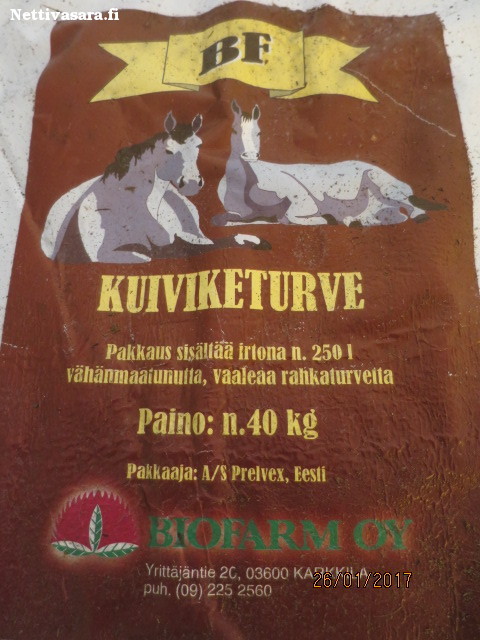 Nettivasara.fi
BF
KUIVIKETURVE
Pakkaus sisältää irtona n. 250 l
vähänmaatunutta, vaaleaa rahkaturvetta
Paino: n.40 kg
Pakkaaja: A/S Prelvex, Eesti
BIOFARM OY
Yrittäjäntie 20, 03600 KARKKILA
puh. (09) 225 2560
26/01/2017